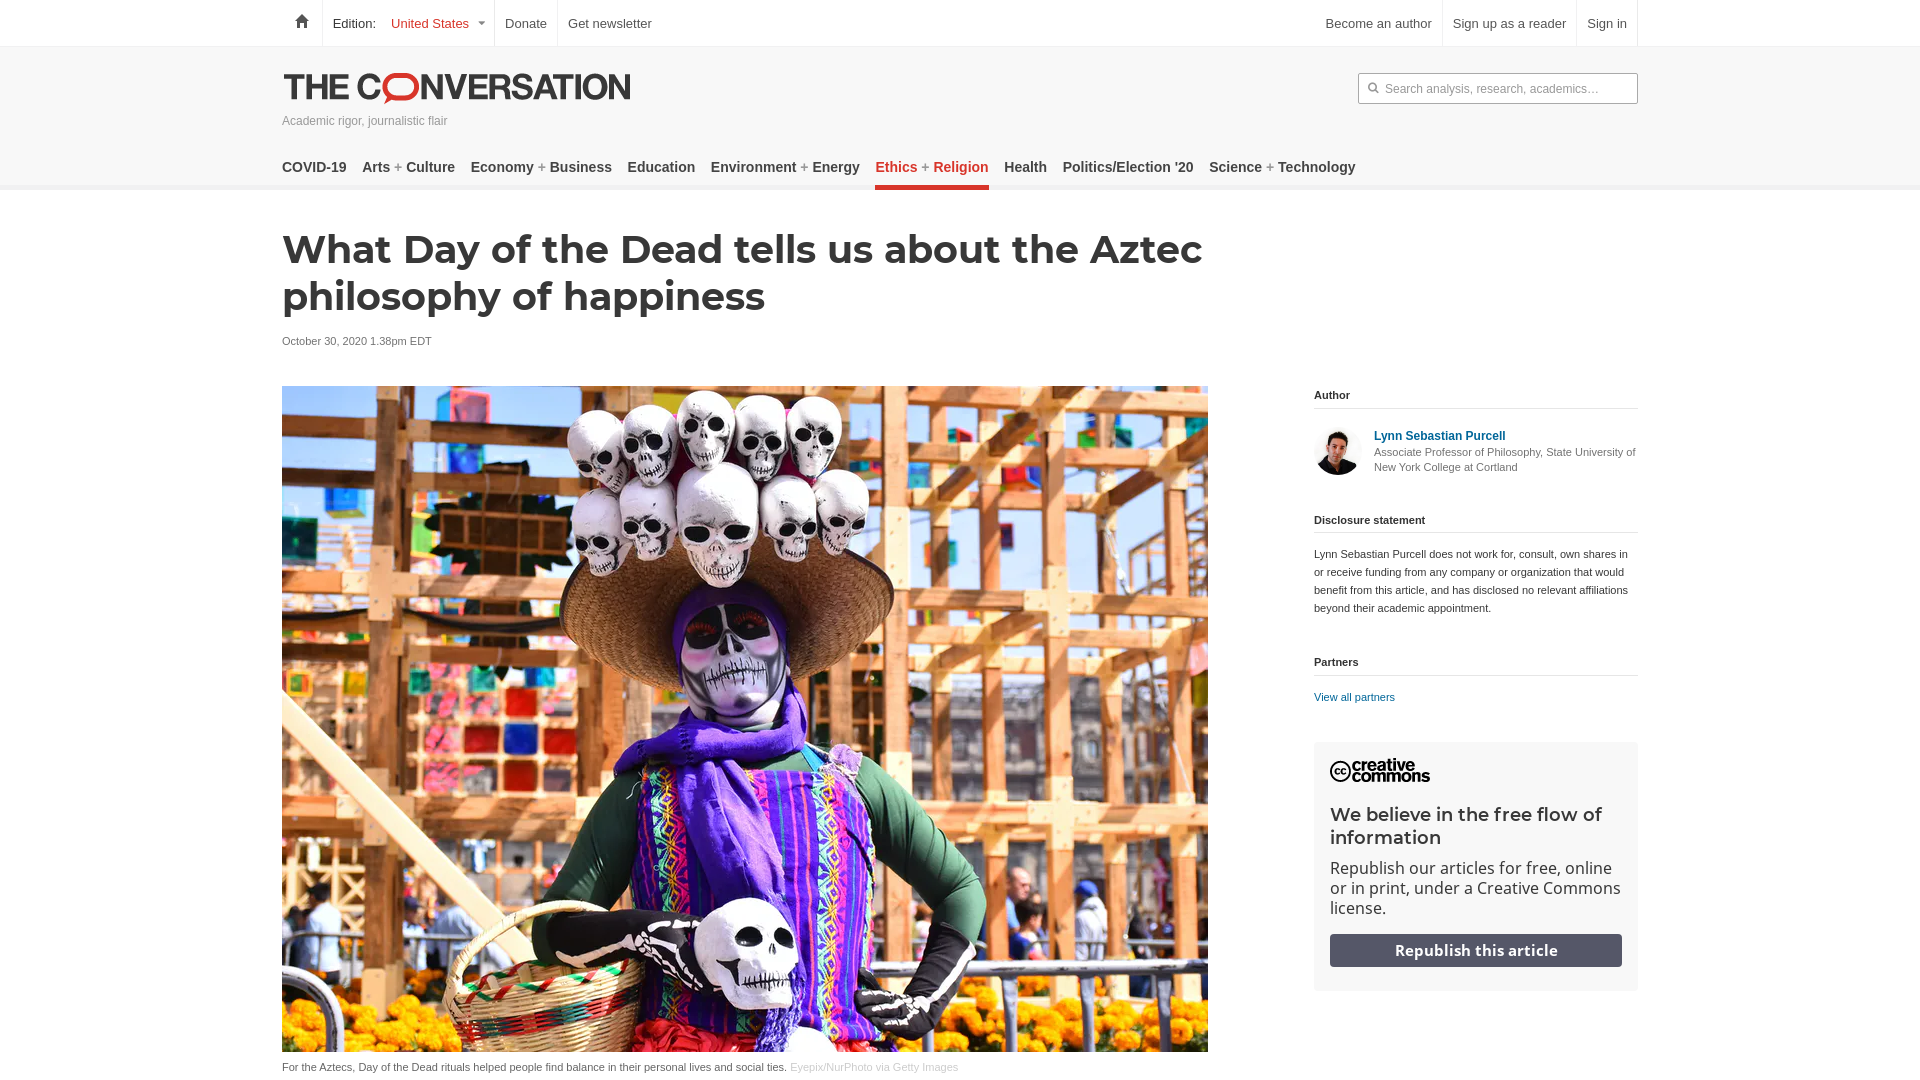 Edition: United States Donate Get newsletter Become an author Sign up as a reader Sign in
THE CONVERSATION
Search analysis, research, academics…
Academic rigor, journalistic flair
COVID-19 Arts + Culture Economy + Business Education Environment + Energy Ethics + Religion Health Politics/Election '20 Science + Technology
What Day of the Dead tells us about the Aztec
philosophy of happiness
October 30, 2020 1.38pm EDT
For the Aztecs, Day of the Dead rituals helped people find balance in their personal lives and social ties. Eyepix/NurPhoto via Getty Images
Author
Lynn Sebastian Purcell
Associate Professor of Philosophy, State University of
New York College at Cortland
Disclosure statement
Lynn Sebastian Purcell does not work for, consult, own shares in
or receive funding from any company or organization that would
benefit from this article, and has disclosed no relevant affiliations
beyond their academic appointment.
Partners
View all partners
cc creative
commons
We believe in the free flow of
information
Republish our articles for free, online
or in print, under a Creative Commons
license.
Republish this article